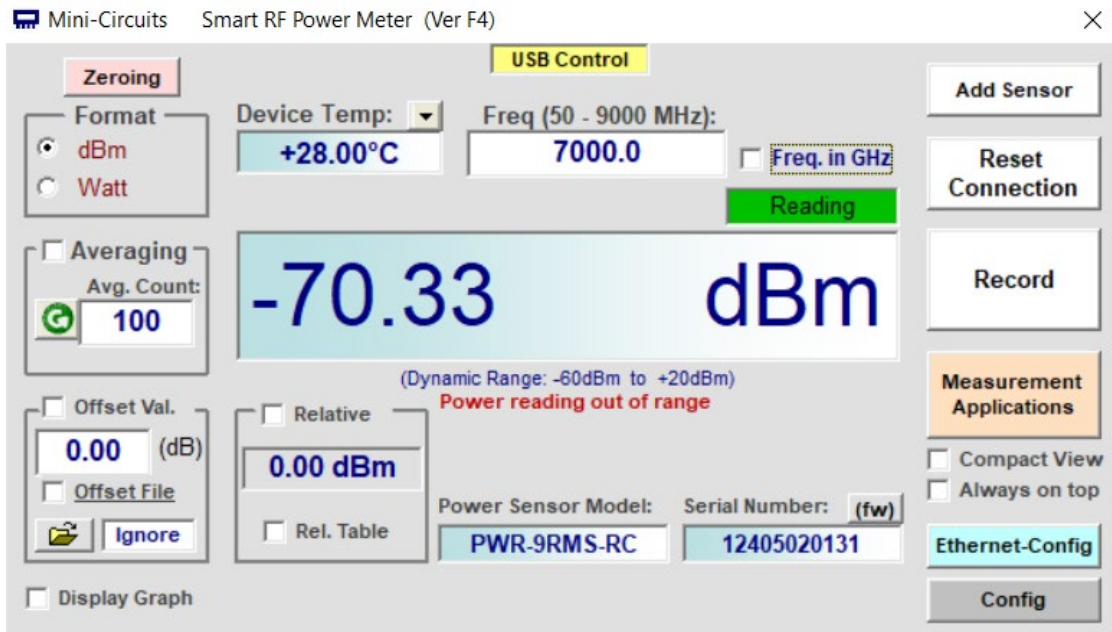 Mini-Circuits Smart RF Power Meter (Ver F4)
USB Control
Zeroing
Format
dBm
Watt
Device Temp:
+28.00°C
Freq (50 - 9000 MHz):
7000.0
Freq. in GHz
Reading
Add Sensor
Reset
Connection
Averaging
Avg. Count:
100
-70.33 dBm
Record
(Dynamic Range: -60dBm to +20dBm)
Power reading out of range
Measurement
Applications
Offset Val.
0.00 (dB)
Offset File
Ignore
Relative
0.00 dBm
Rel. Table
Power Sensor Model:
PWR-9RMS-RC
Serial Number: (fw)
12405020131
Compact View
Always on top
Ethernet-Config
Display Graph
Config